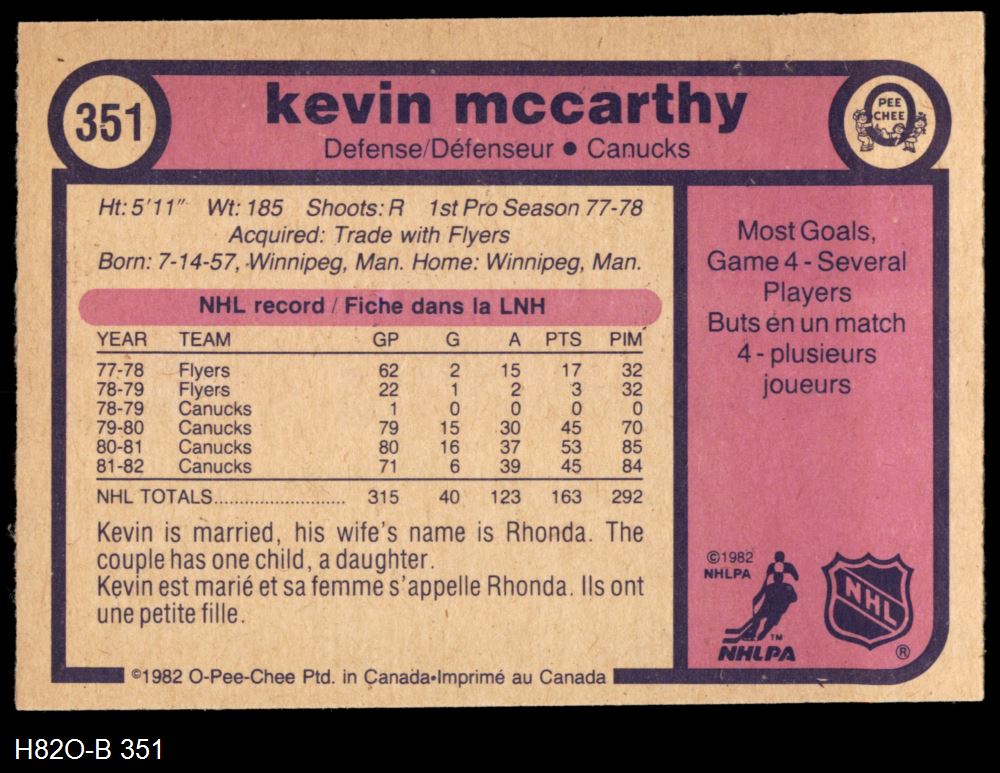 351
kevin mccarthy
Defense/Défenseur ● Canucks
PEE
CHEE
Ht: 5'11" Wt: 185 Shoots: R 1st Pro Season 77-78
Acquired: Trade with Flyers
Born: 7-14-57, Winnipeg, Man. Home: Winnipeg, Man.
NHL record / Fiche dans la LNH
YEAR TEAM GP G A PTS PIM
77-78 Flyers 62 2 15 17 32
78-79 Flyers 22 1 2 3 32
78-79 Canucks 1 0 0 0 0
79-80 Canucks 79 15 30 45 70
80-81 Canucks 80 16 37 53 85
81-82 Canucks 71 6 39 45 84
NHL TOTALS.......................... 315 40 123 163 292
Kevin is married, his wife's name is Rhonda. The
couple has one child, a daughter.
Kevin est marié et sa femme s'appelle Rhonda. Ils ont
une petite fille.
©1982 O-Pee-Chee Ptd. in Canada•Imprimé au Canada
Most Goals,
Game 4 - Several
Players
Buts en un match
4 - plusieurs
joueurs
©1982
NHLPA
TM
NHLPA
NHL
®
H82O-B 351